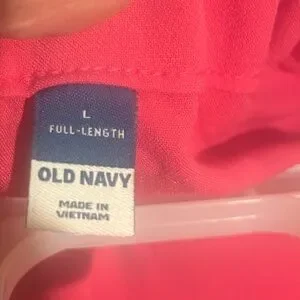 L
FULL-LENGTH
OLD NAVY
MADE IN
VIETNAM